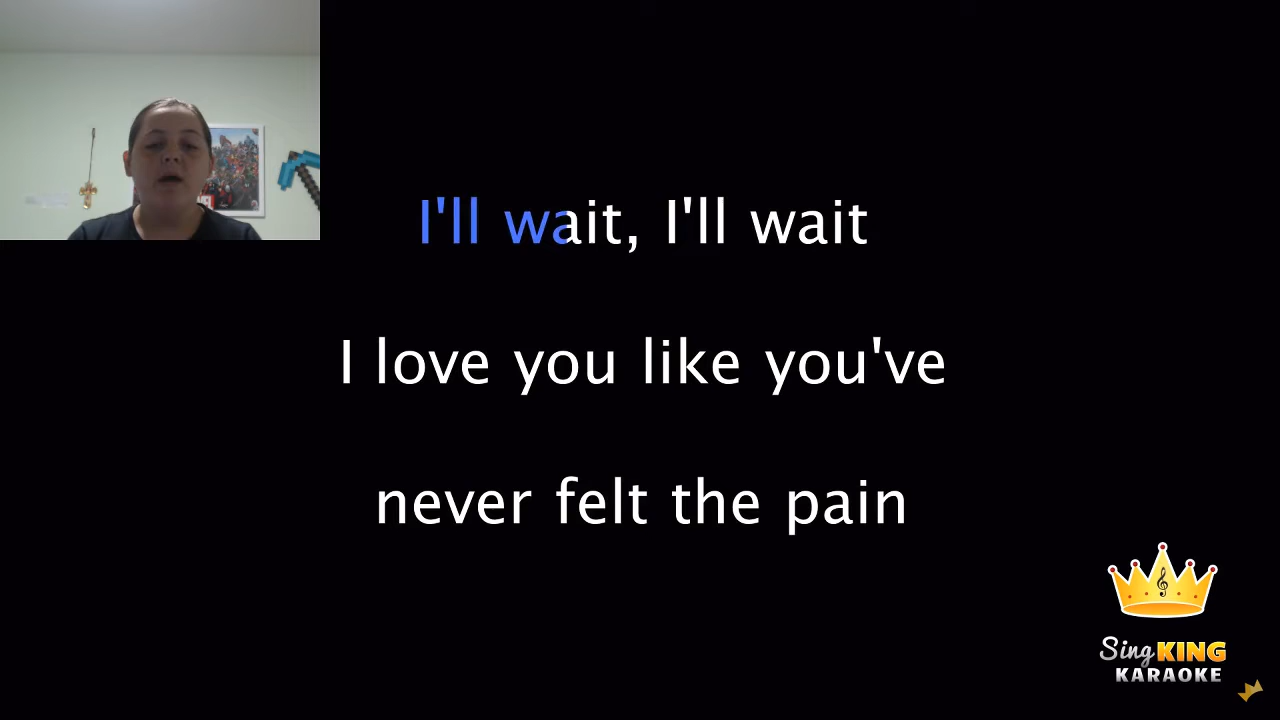 I'll wait, I'll wait
I love you like you've
never felt the pain
Sing KING
KARAOKE